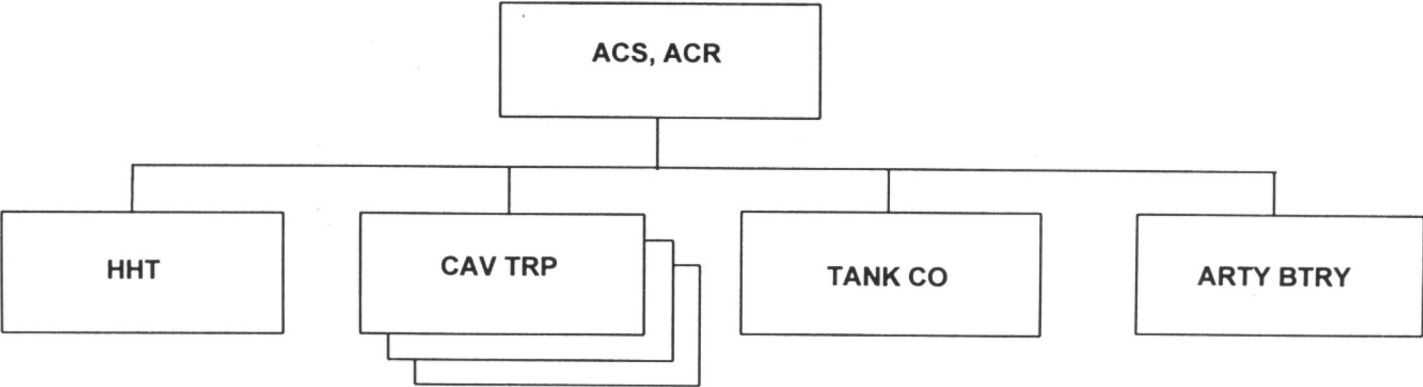 ACS, ACR
HHT
CAV TRP
TANK CO
ARTY BTRY